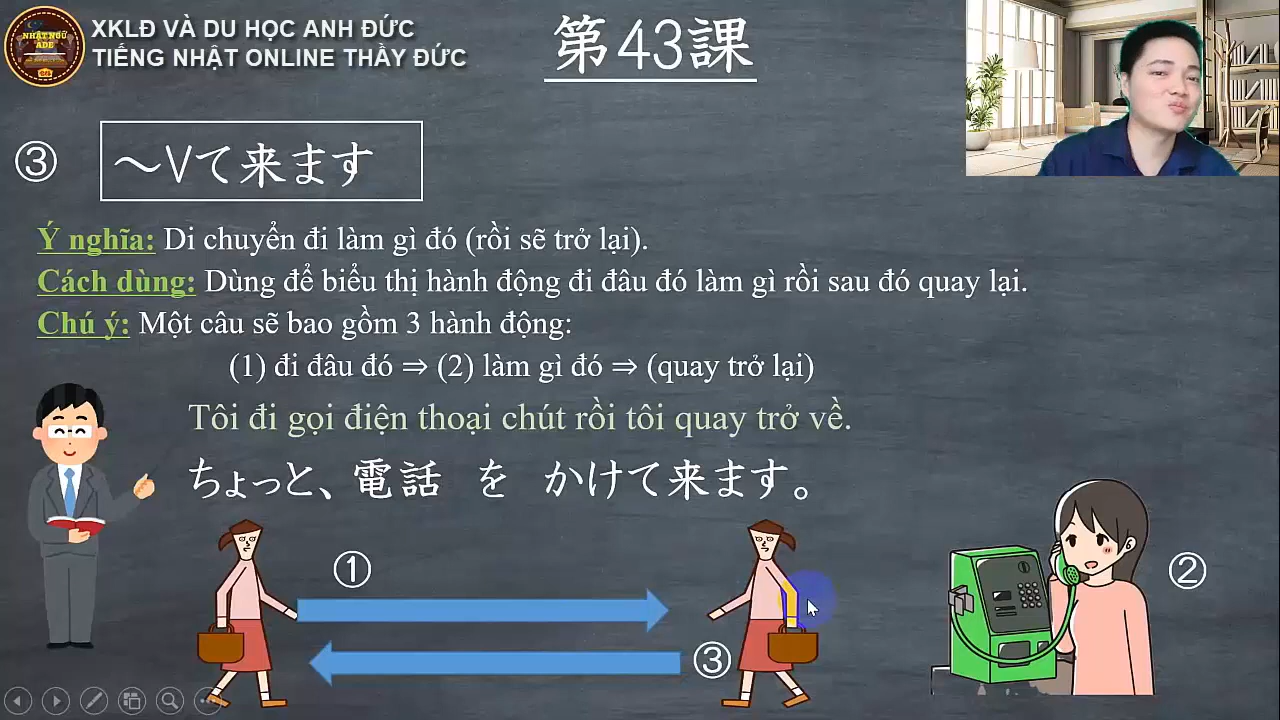 NHẬT NGỮ
ADE
XKLĐ VÀ DU HỌC ANH ĐỨC
TIẾNG NHẬT ONLINE THẦY ĐỨC
第43課
③ ～Vて来ます
Ý nghĩa: Di chuyển đi làm gì đó (rồi sẽ trở lại).
Cách dùng: Dùng để biểu thị hành động đi đâu đó làm gì rồi sau đó quay lại.
Chú ý: Một câu sẽ bao gồm 3 hành động:
(1) đi đâu đó ⇒ (2) làm gì đó ⇒ (quay trở lại)
Tôi đi gọi điện thoại chút rồi tôi quay trở về.
ちょっと、電話 を かけて来ます。
①
②
③